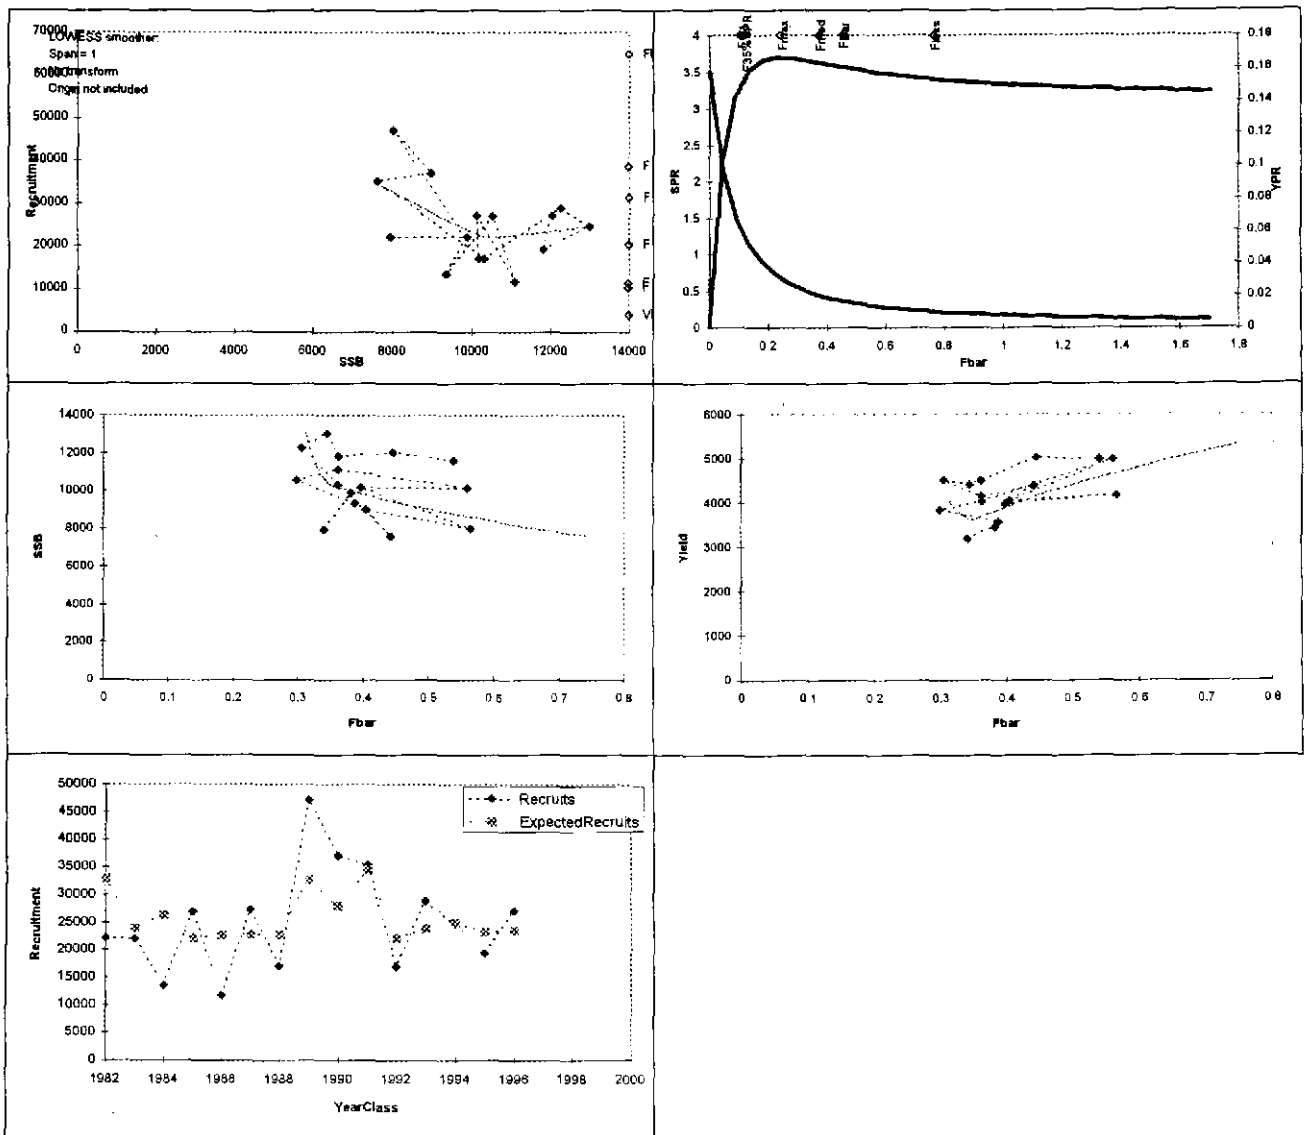 70000
LOWESS smoother:
Span = 1
60000
transform
Origin not included
50000
40000
30000
20000
10000
0
Recruitment
F
F
F
F
F
0 2000 4000 6000 8000 10000 12000 14000
SSB
F35%SPR
Fmax
Fmed
Fbar
4
3.5
3
2.5
2
1.5
1
0.5
0
SPR
0.18
0.16
0.14
0.12
0.1
0.08
0.06
0.04
0.02
0
YPR
0 0.2 0.4 0.6 0.8 1 1.2 1.4 1.6 1.8
Fbar
14000
12000
10000
8000
6000
4000
2000
0
SSB
0 0.1 0.2 0.3 0.4 0.5 0.6 0.7 0.8
Fbar
6000
5000
4000
3000
2000
1000
0
Yield
0 0.1 0.2 0.3 0.4 0.5 0.6 0.7 0.8
Fbar
50000
45000
40000
35000
30000
25000
20000
15000
10000
5000
0
Recruitment
Recruits
ExpectedRecruits
1982 1984 1986 1988 1990 1992 1994 1996 1998 2000
YearClass